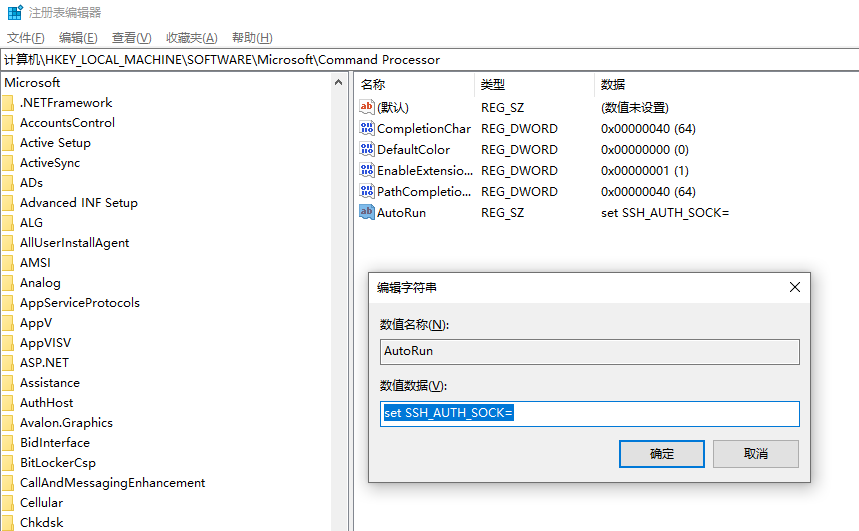 注册表编辑器
文件(F) 编辑(E) 查看(V) 收藏夹(A) 帮助(H)
计算机\HKEY_LOCAL_MACHINE\SOFTWARE\Microsoft\Command Processor
Microsoft
.NETFramework
AccountsControl
Active Setup
ActiveSync
ADs
Advanced INF Setup
ALG
AllUserInstallAgent
AMSI
Analog
AppServiceProtocols
AppV
AppVISV
ASP.NET
Assistance
AuthHost
Avalon.Graphics
BidInterface
BitLockerCsp
CallAndMessagingEnhancement
Cellular
Chkdsk
名称 类型 数据
(默认) REG_SZ (数值未设置)
CompletionChar REG_DWORD 0x00000040 (64)
DefaultColor REG_DWORD 0x00000000 (0)
EnableExtensio... REG_DWORD 0x00000001 (1)
PathCompletio... REG_DWORD 0x00000040 (64)
AutoRun REG_SZ set SSH_AUTH_SOCK=
编辑字符串
数值名称(N):
AutoRun
数值数据(V):
set SSH_AUTH_SOCK=
确定 取消